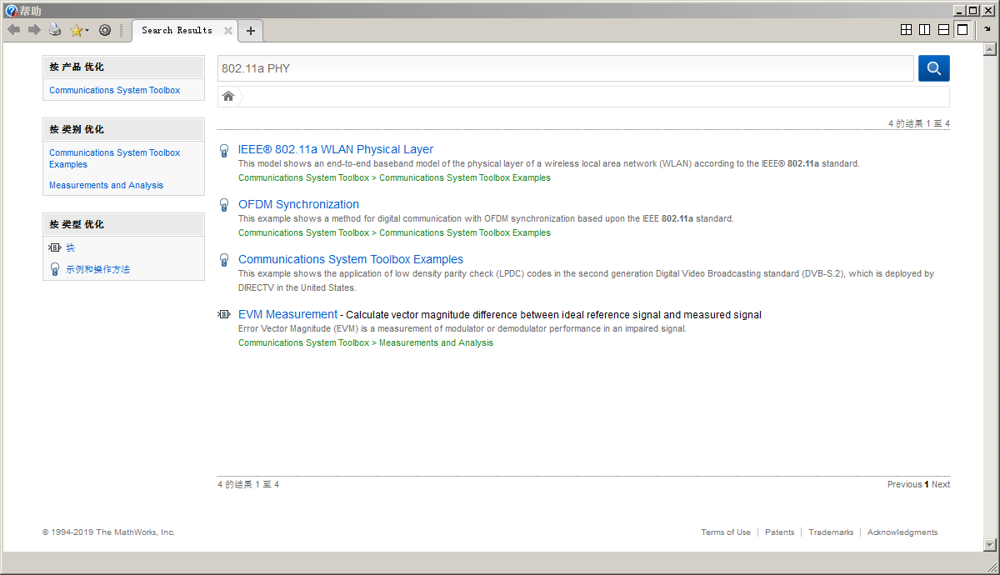 帮助
Search Results
按 产品 优化
Communications System Toolbox
按 类别 优化
Communications System Toolbox
Examples
Measurements and Analysis
按 类型 优化
块
示例和操作方法
802.11a PHY
4 的结果 1 至 4
IEEE® 802.11a WLAN Physical Layer
This model shows an end-to-end baseband model of the physical layer of a wireless local area network (WLAN) according to the IEEE® 802.11a standard.
Communications System Toolbox > Communications System Toolbox Examples
OFDM Synchronization
This example shows a method for digital communication with OFDM synchronization based upon the IEEE 802.11a standard.
Communications System Toolbox > Communications System Toolbox Examples
Communications System Toolbox Examples
This example shows the application of low density parity check (LPDC) codes in the second generation Digital Video Broadcasting standard (DVB-S.2), which is deployed by
DIRECTV in the United States.
EVM Measurement - Calculate vector magnitude difference between ideal reference signal and measured signal
Error Vector Magnitude (EVM) is a measurement of modulator or demodulator performance in an impaired signal.
Communications System Toolbox > Measurements and Analysis
4 的结果 1 至 4
Previous 1 Next
© 1994-2019 The MathWorks, Inc.
Terms of Use
Patents
Trademarks
Acknowledgments